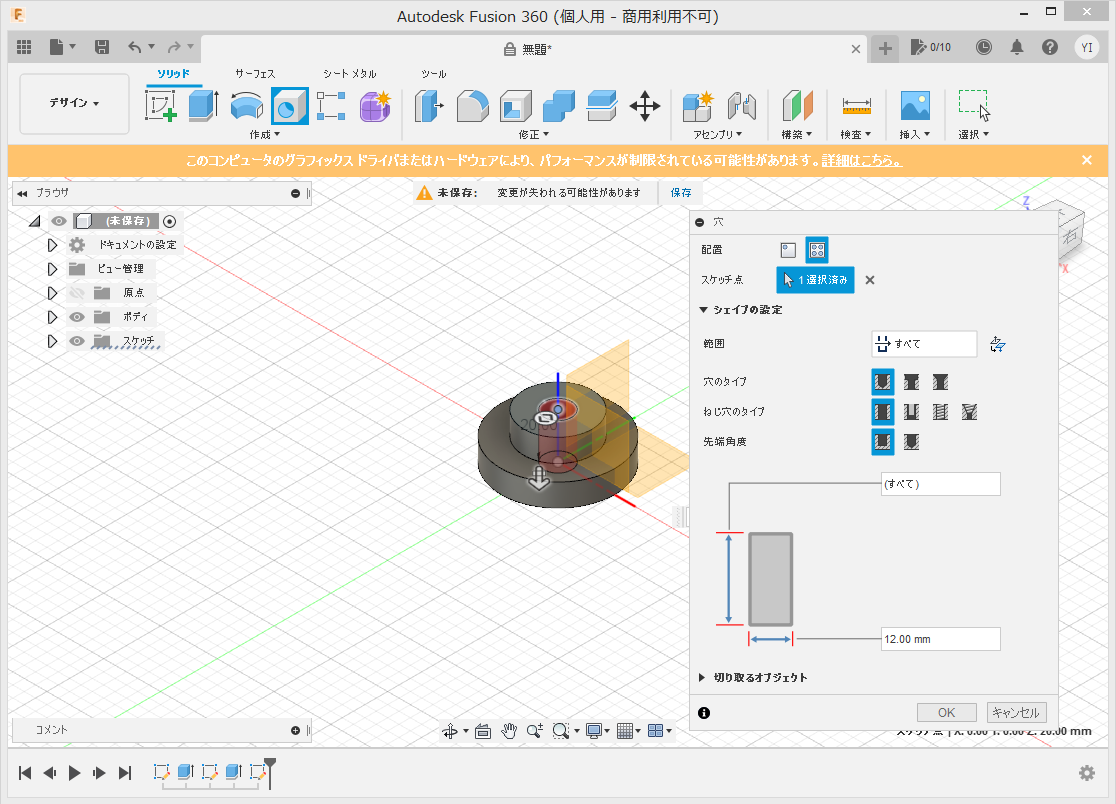 Autodesk Fusion 360 (個人用 - 商用利用不可)
無題*
0/10
YI
デザイン
ソリッド
サーフェス
シート メタル
ツール
作成
修正
アセンブリ
構築
検査
挿入
選択
このコンピュータのグラフィックス ドライバまたはハードウェアにより、パフォーマンスが制限されている可能性があります。詳細はこちら。
ブラウザ
未保存:
変更が失われる可能性があります
保存
(未保存)
ドキュメントの設定
ビュー管理
原点
ボディ
スケッチ
Z
右
X
穴
配置
スケッチ点
1 選択済み
シェイプの設定
範囲
すべて
穴のタイプ
ねじ穴のタイプ
先端角度
(すべて)
12.00 mm
切り取るオブジェクト
OK
キャンセル
コメント
スケッチ点 | X: 0.00 Y: 0.00 Z: 20.00 mm